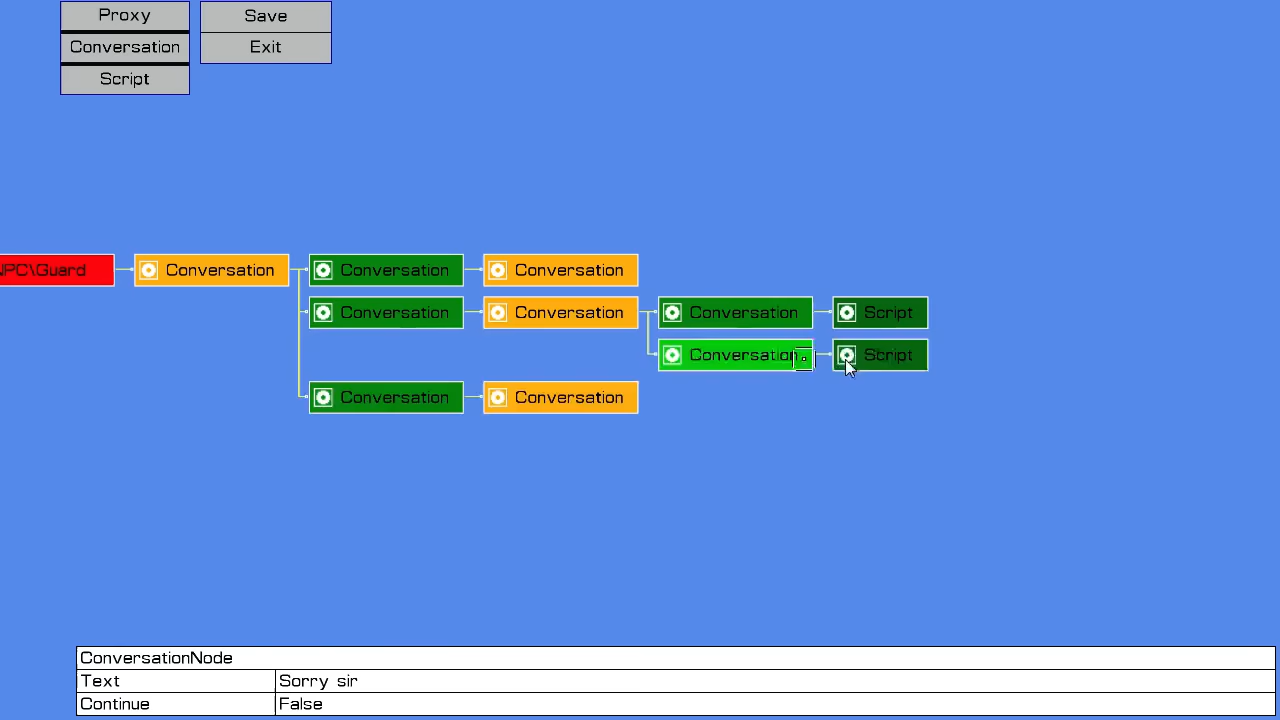 Proxy
Save
Conversation
Exit
Script
NPC\Guard
Conversation
Conversation
Conversation
Conversation
Conversation
Conversation
Script
Conversation
Script
Conversation
Conversation
ConversationNode
Text
Sorry sir
Continue
False